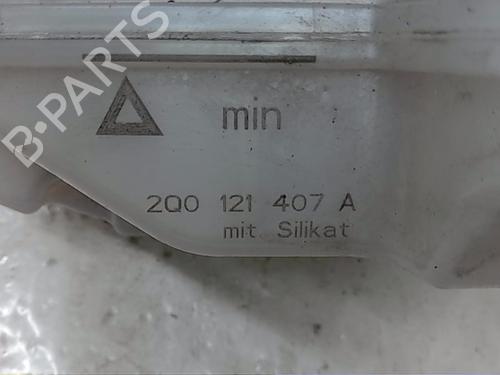 B-PARTS
min
2Q0 121 407 A
mit. Silikat